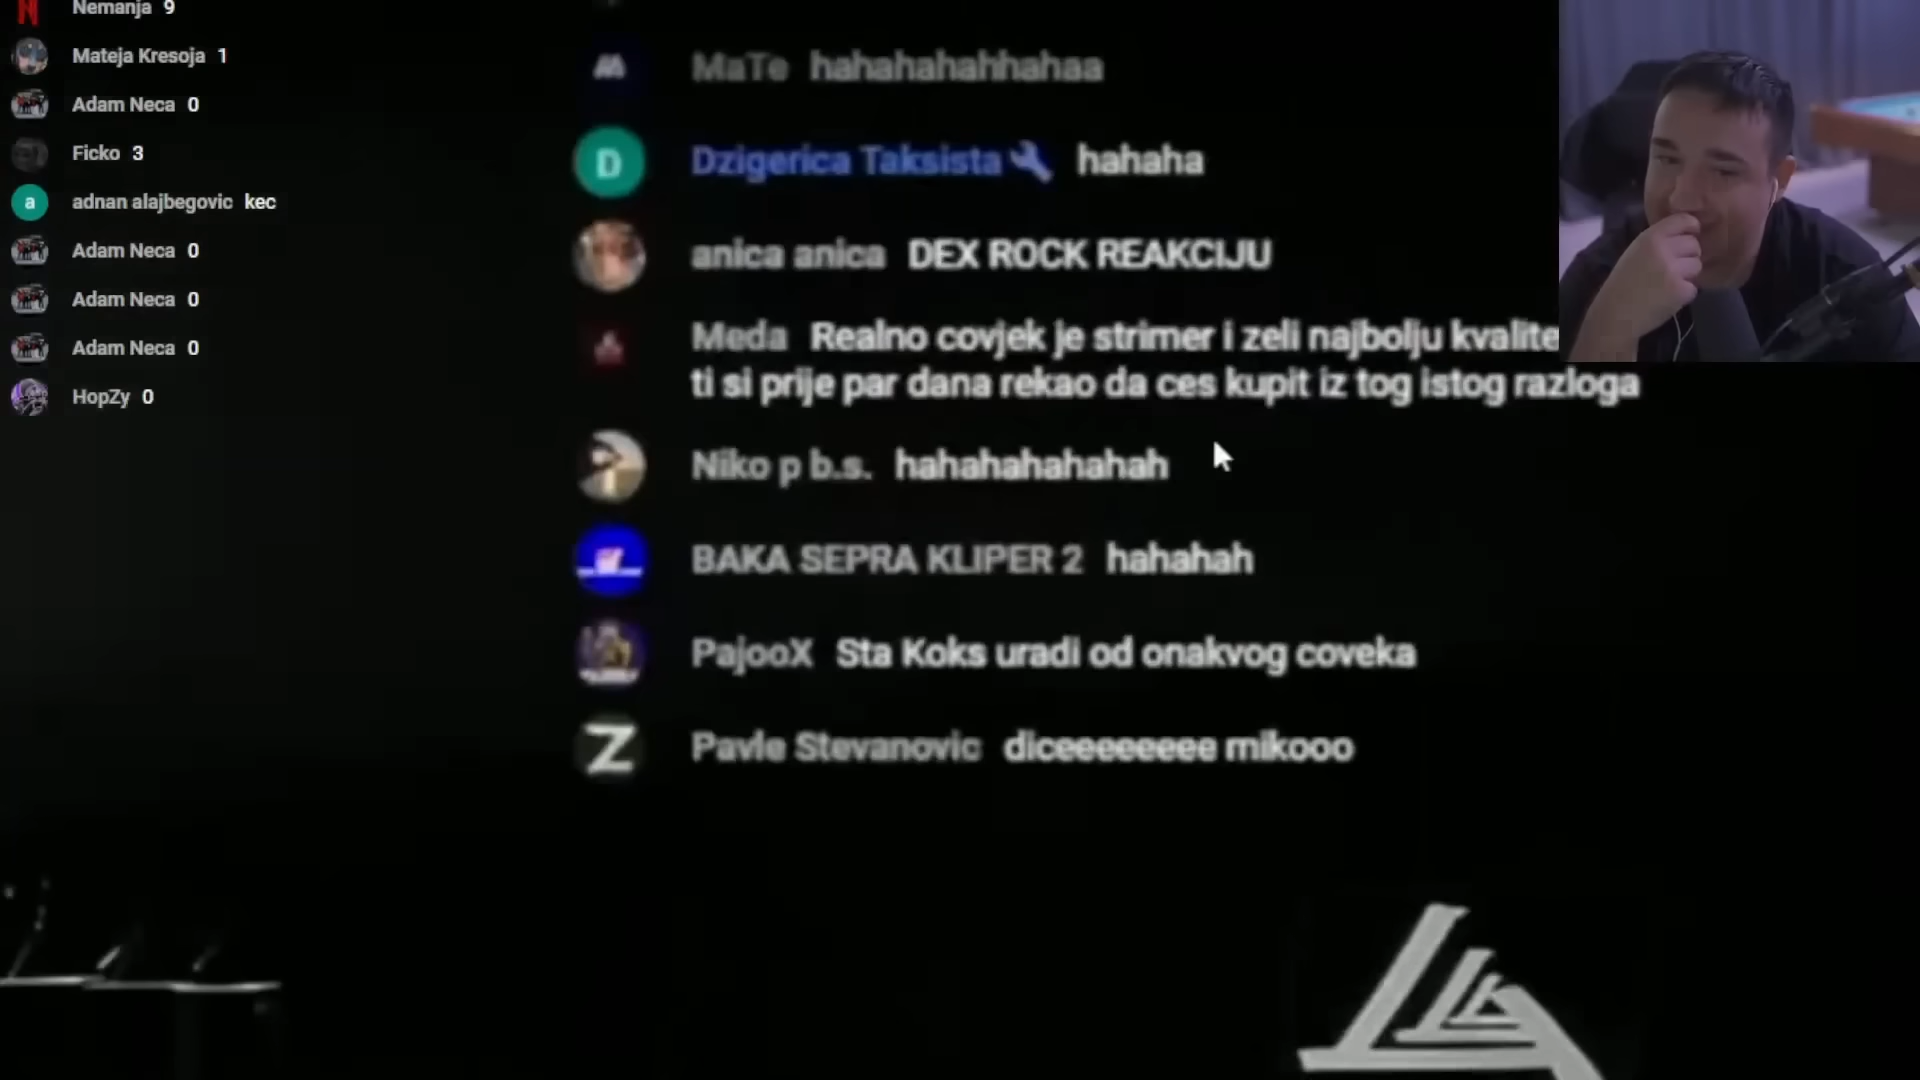 Nemanja 9
Mateja Kresoja 1
Adam Neca 0
Ficko 3
a adnan alajbegovic kec
Adam Neca 0
Adam Neca 0
Adam Neca 0
HopZy 0
MaTe hahahahahhahaa
D Dzigerica Taksista hahaha
anica anica DEX ROCK REAKCIJU
Meda Realno covjek je strimer i zeli najbolju kvalite
ti si prije par dana rekao da ces kupit iz tog istog razloga
Niko p b.s. hahahahahahah
BAKA SEPRA KLIPER 2 hahahah
PajooX Sta Koks uradi od onakvog coveka
Z Pavle Stevanovic diceeeeeeee mikooo